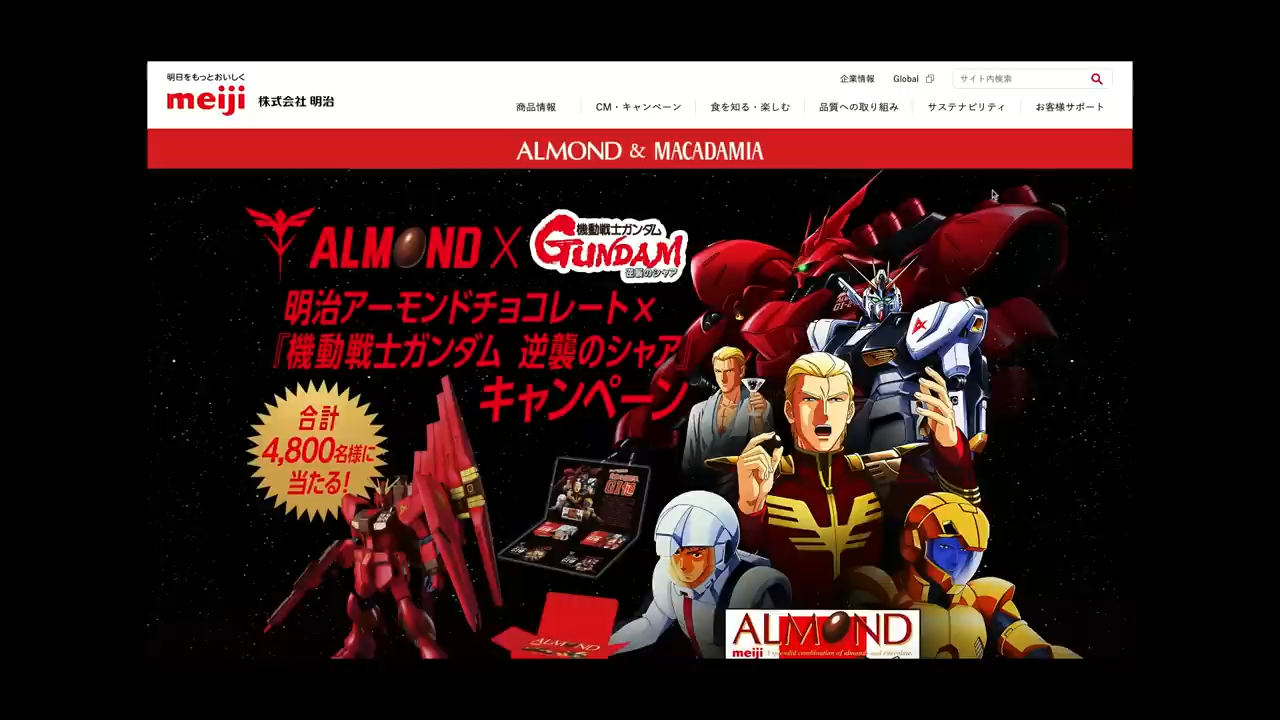 明日をもっとおいしく
meiji 株式会社 明治
企業情報 Global サイト内検索
商品情報 CM・キャンペーン 食を知る・楽しむ 品質への取り組み サステナビリティ お客様サポート
ALMOND & MACADAMIA
ALMOND X 機動戦士ガンダム GUNDAM 逆襲のシャア
明治アーモンドチョコレート×
『機動戦士ガンダム 逆襲のシャア』
キャンペーン
合計
4,800名様に
当たる!
ALMOND
ALMOND
meiji A splendid combination of almonds and chocolate.